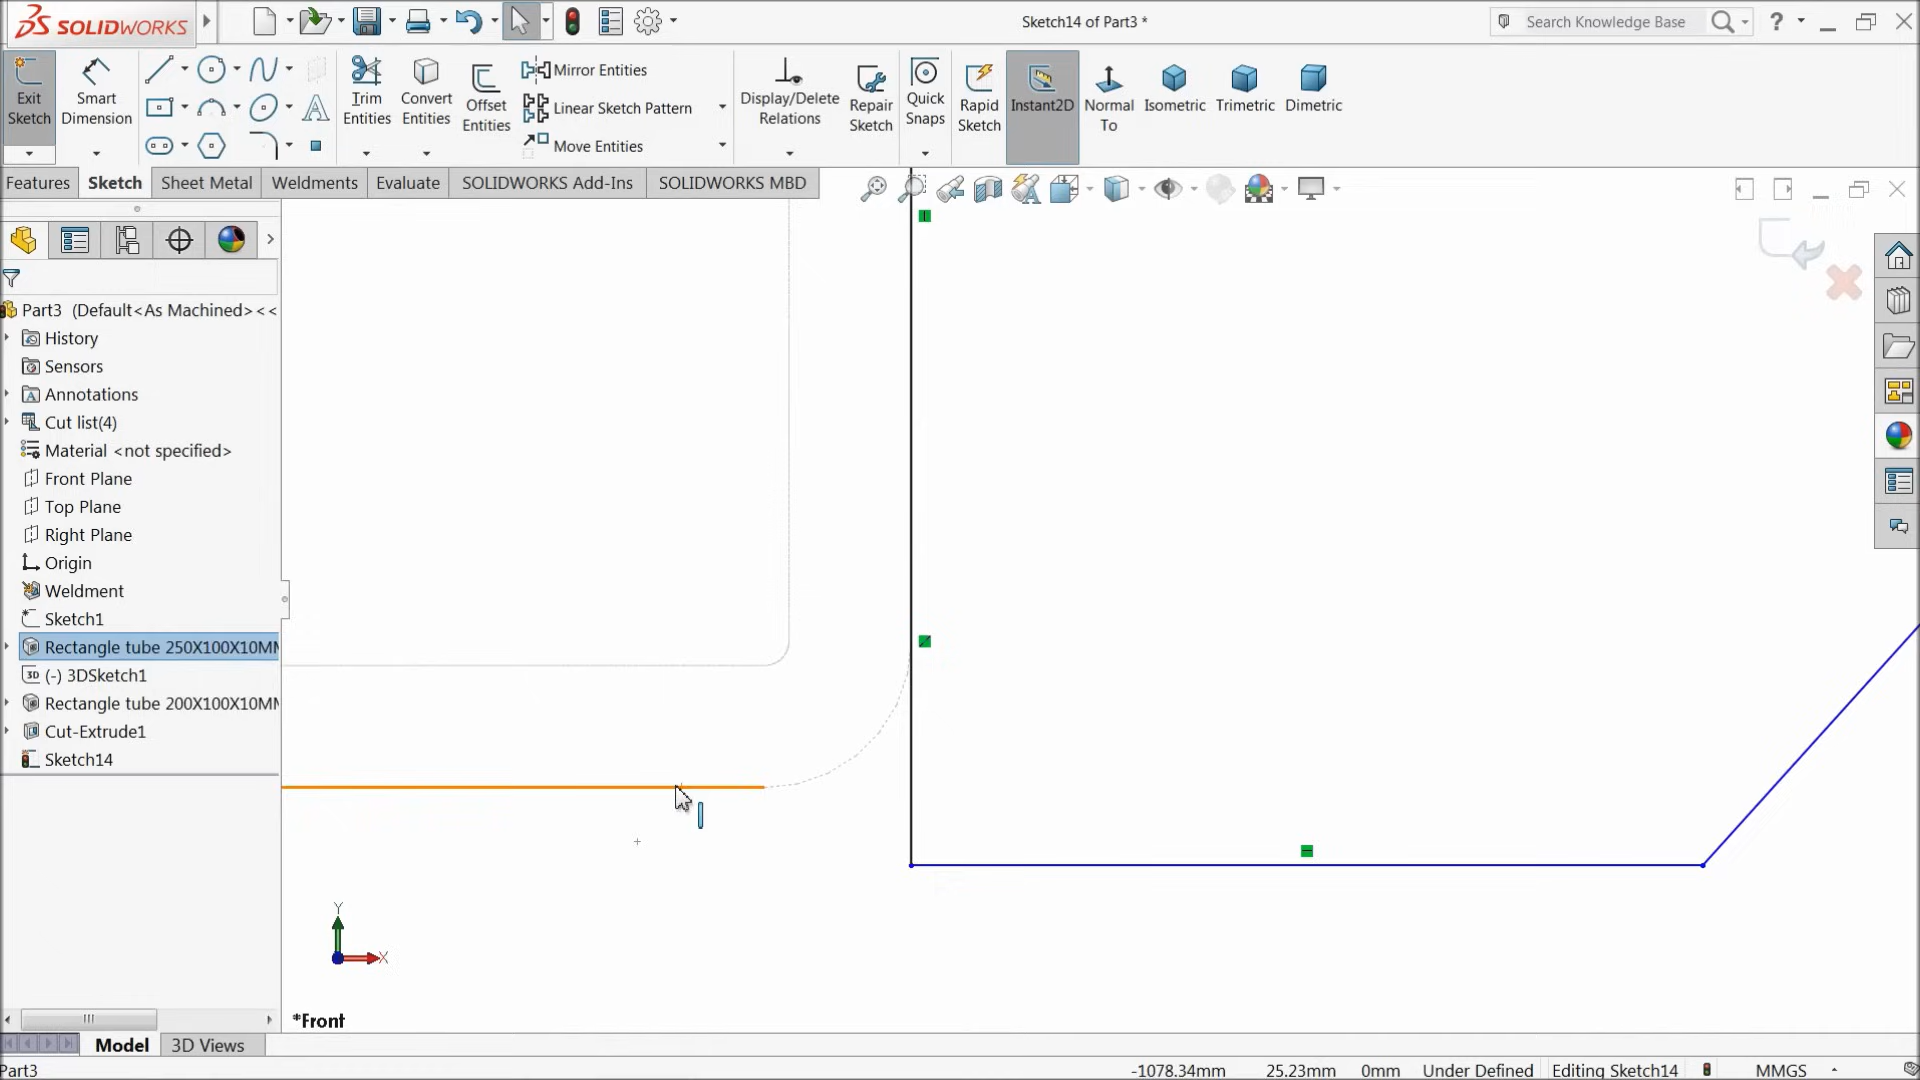 SOLIDWORKS
Sketch14 of Part3 *
Search Knowledge Base
?
Exit Sketch
Smart Dimension
Trim Entities
Convert Entities
Offset Entities
Mirror Entities
Linear Sketch Pattern
Move Entities
Display/Delete Relations
Repair Sketch
Quick Snaps
Rapid Sketch
Instant2D
Normal To
Isometric
Trimetric
Dimetric
Features
Sketch
Sheet Metal
Weldments
Evaluate
SOLIDWORKS Add-Ins
SOLIDWORKS MBD
Part3 (Default<As Machined><<
History
Sensors
Annotations
Cut list(4)
Material <not specified>
Front Plane
Top Plane
Right Plane
Origin
Weldment
Sketch1
Rectangle tube 250X100X10MM
(-) 3DSketch1
Rectangle tube 200X100X10MM
Cut-Extrude1
Sketch14
Y
X
*Front
Model
3D Views
Part3
-1078.34mm
25.23mm
0mm
Under Defined
Editing Sketch14
MMGS